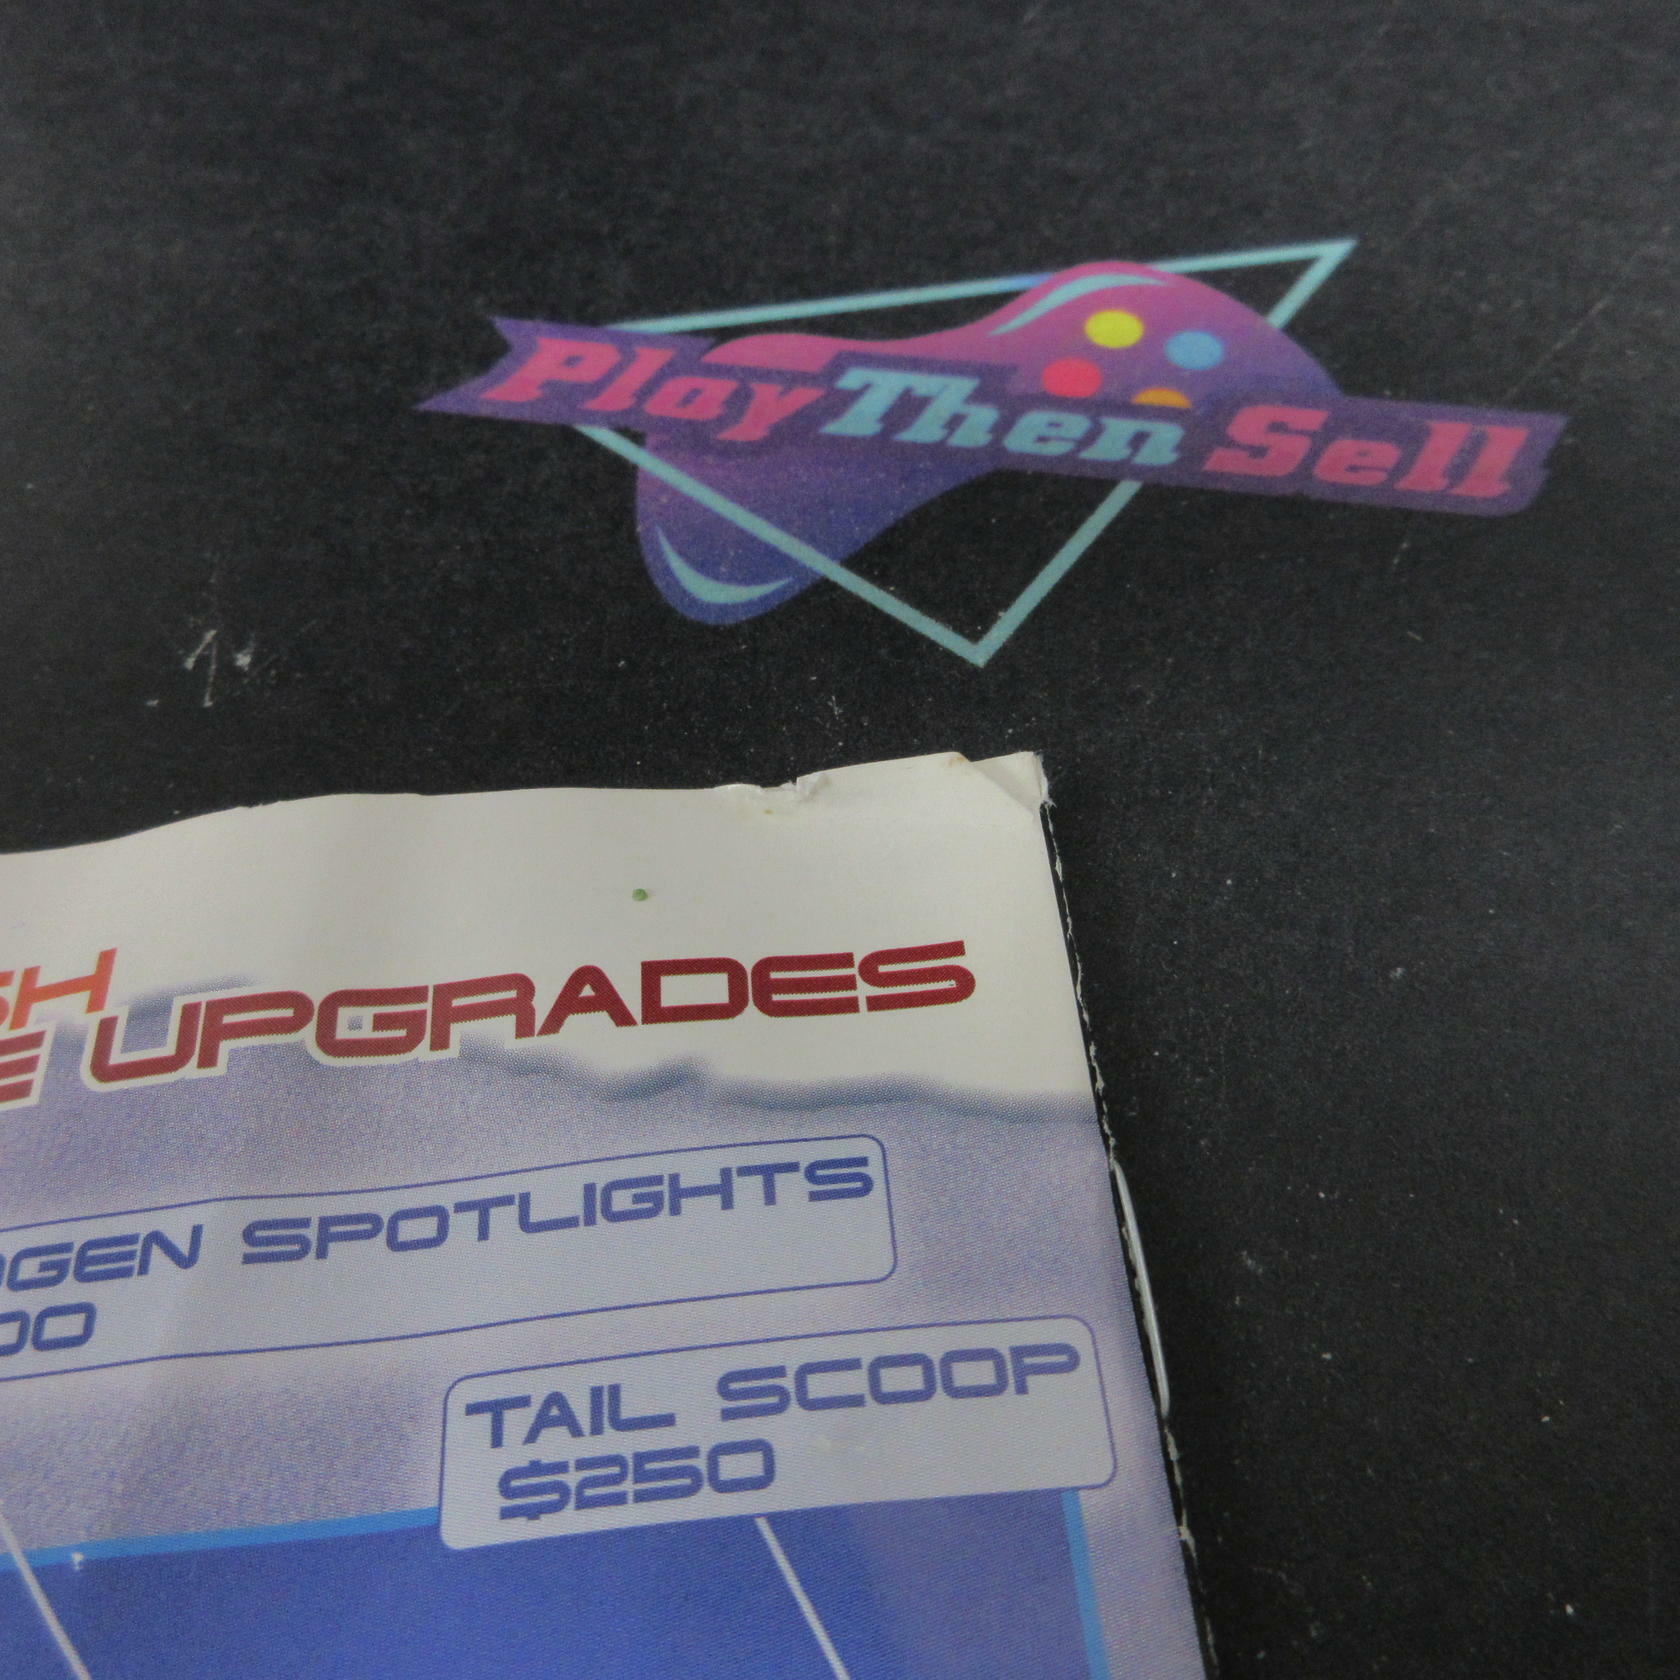 Play Then Sell
SH
E UPGRADES
OGEN SPOTLIGHTS
00
TAIL SCOOP
$250